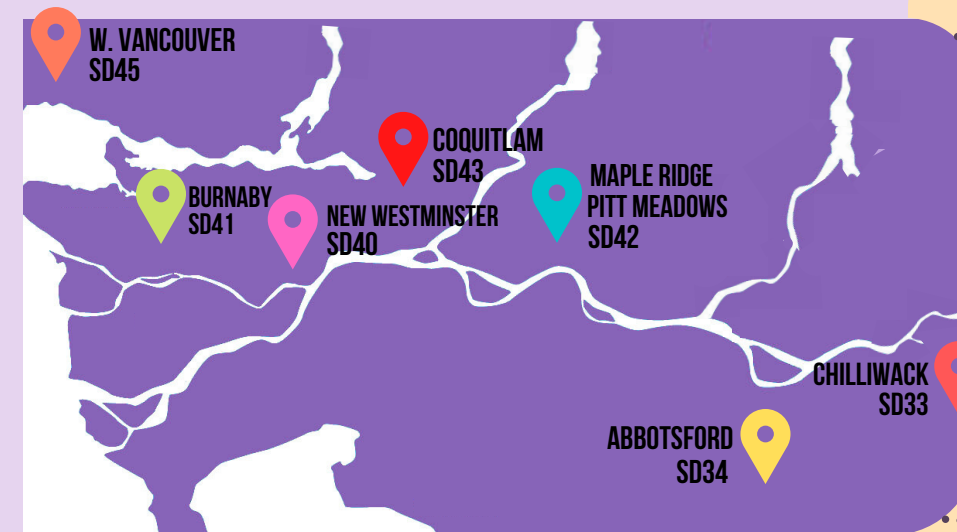 W. VANCOUVER
SD45
COQUITLAM
SD43
BURNABY
SD41
NEW WESTMINSTER
SD40
MAPLE RIDGE
PITT MEADOWS
SD42
CHILLIWACK
SD33
ABBOTSFORD
SD34